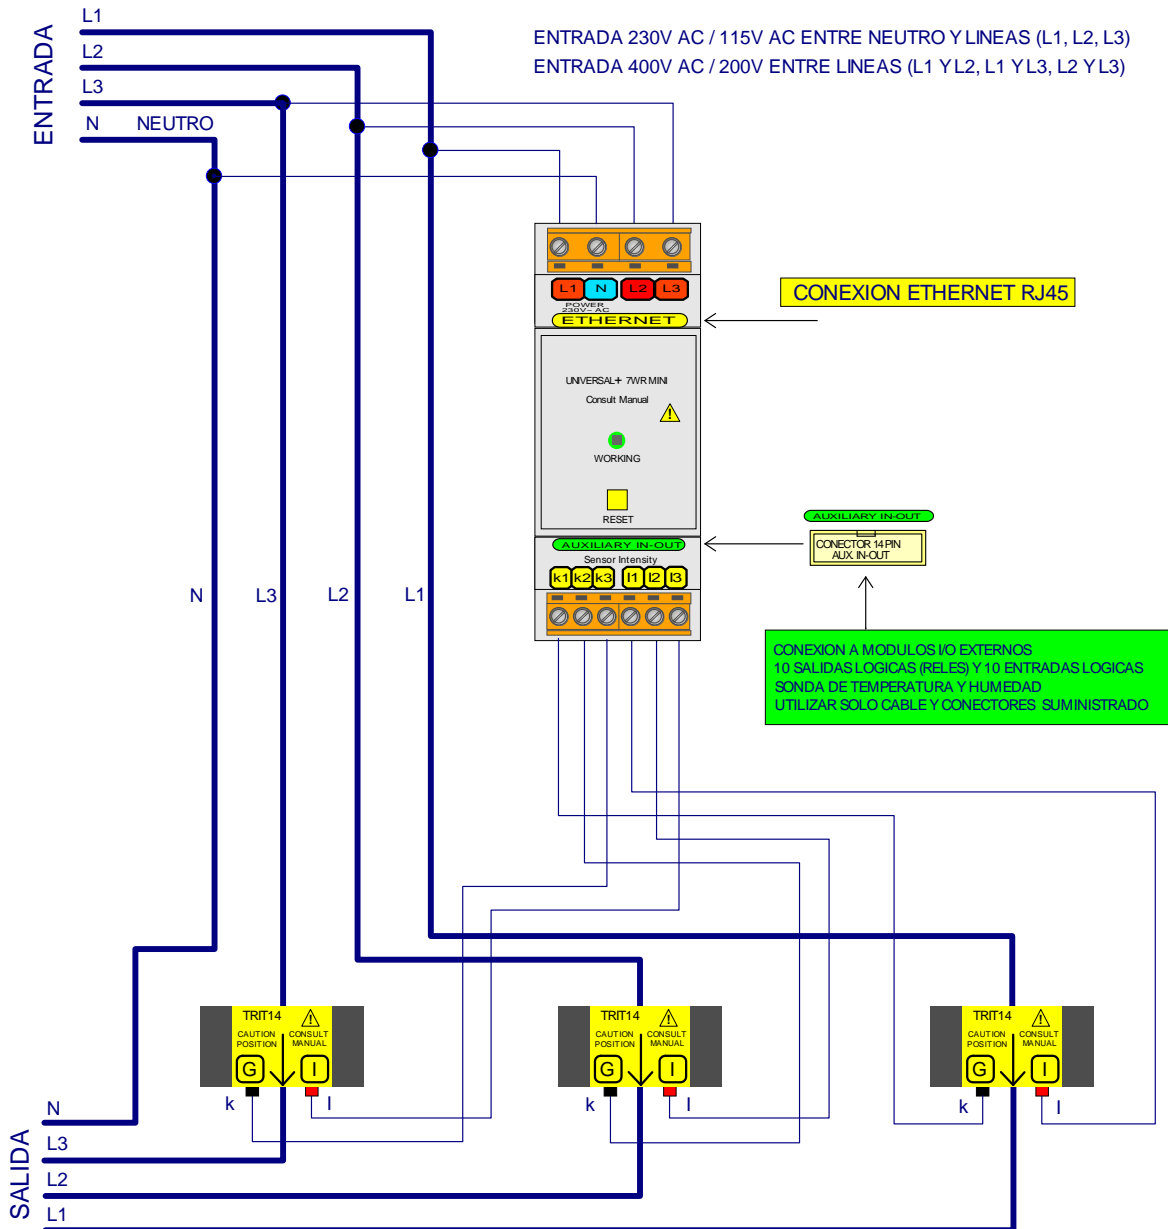 ENTRADA
L1
L2
L3
N NEUTRO
ENTRADA 230V AC / 115V AC ENTRE NEUTRO Y LINEAS (L1, L2, L3)
ENTRADA 400V AC / 200V ENTRE LINEAS (L1 Y L2, L1 Y L3, L2 Y L3)
L1 N L2 L3
POWER
230V~ AC
ETHERNET
CONEXION ETHERNET RJ45
UNIVERSAL+ 7WR MINI
Consult Manual
WORKING
RESET
AUXILIARY IN-OUT
Sensor Intensity
k1 k2 k3 l1 l2 l3
AUXILIARY IN-OUT
CONECTOR 14 PIN
AUX. IN-OUT
CONEXION A MODULOS I/O EXTERNOS
10 SALIDAS LOGICAS (RELES) Y 10 ENTRADAS LOGICAS
SONDA DE TEMPERATURA Y HUMEDAD
UTILIZAR SOLO CABLE Y CONECTORES SUMINISTRADO
N L3 L2 L1
TRIT14
CAUTION POSITION
CONSULT MANUAL
G I
k l
TRIT14
CAUTION POSITION
CONSULT MANUAL
G I
k l
TRIT14
CAUTION POSITION
CONSULT MANUAL
G I
k l
SALIDA
N
L3
L2
L1